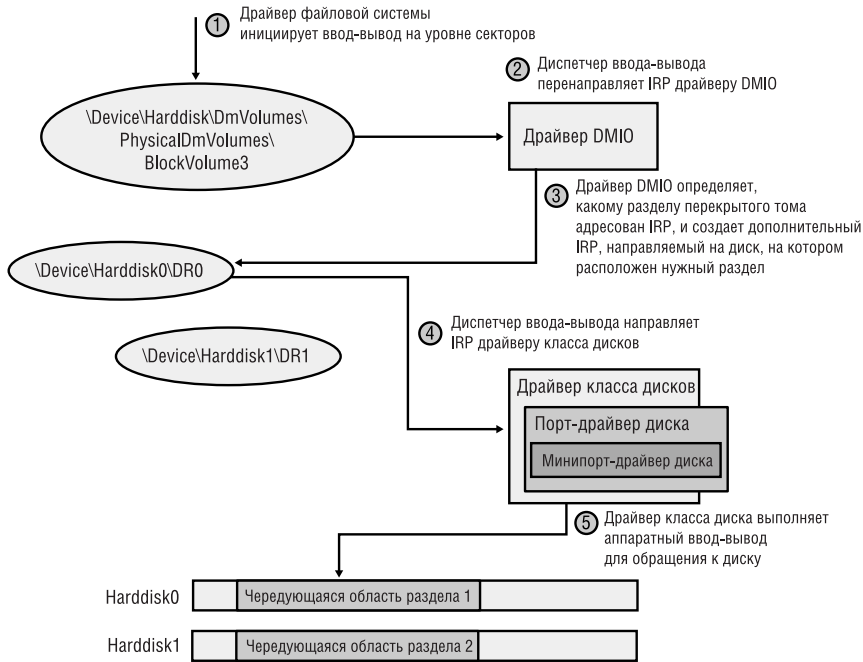 1
Драйвер файловой системы
инициирует ввод-вывод на уровне секторов
2
Диспетчер ввода-вывода
перенаправляет IRP драйверу DMIO
\Device\Harddisk\DmVolumes\
PhysicalDmVolumes\
BlockVolume3
Драйвер DMIO
3
Драйвер DMIO определяет,
какому разделу перекрытого тома
адресован IRP, и создает дополнительный
IRP, направляемый на диск, на котором
расположен нужный раздел
\Device\Harddisk0\DR0
4
Диспетчер ввода-вывода направляет
IRP драйверу класса дисков
\Device\Harddisk1\DR1
Драйвер класса дисков
Порт-драйвер диска
Минипорт-драйвер диска
5
Драйвер класса диска выполняет
аппаратный ввод-вывод
для обращения к диску
Harddisk0
Чередующаяся область раздела 1
Harddisk1
Чередующаяся область раздела 2